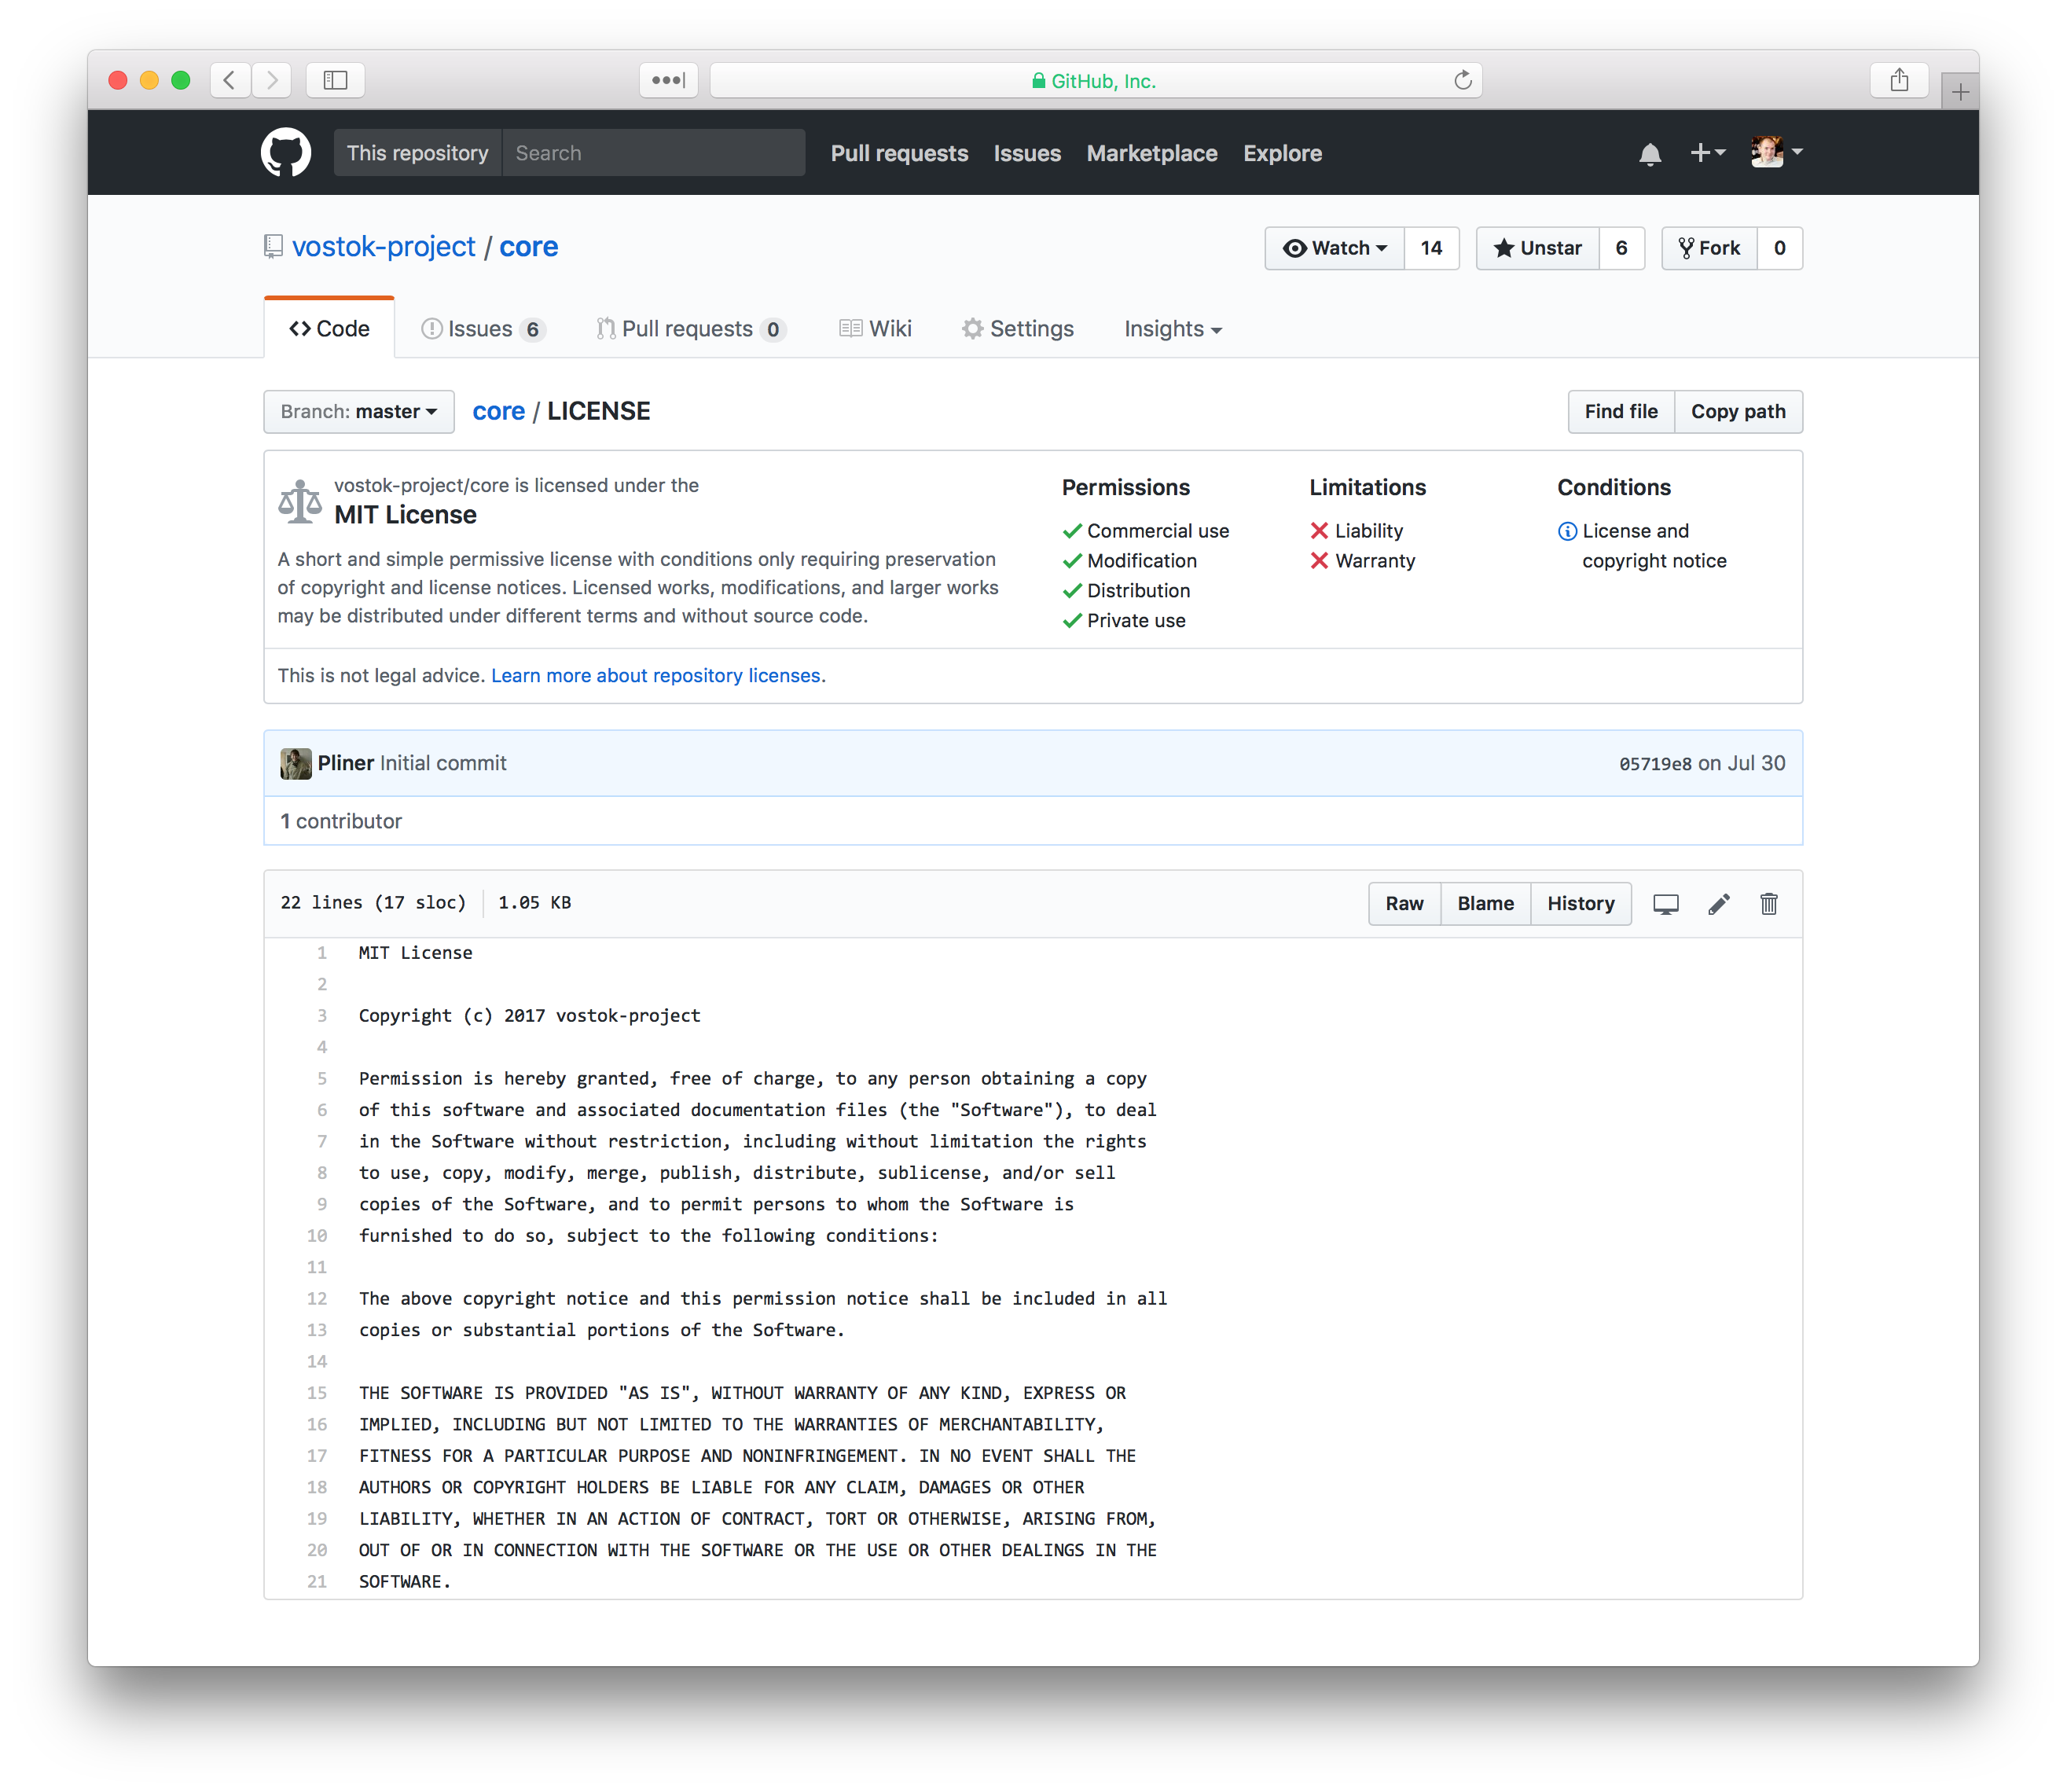 GitHub, Inc.
This repository Search Pull requests Issues Marketplace Explore
vostok-project / core
Watch 14 Unstar 6 Fork 0
Code Issues 6 Pull requests 0 Wiki Settings Insights
Branch: master core / LICENSE Find file Copy path
vostok-project/core is licensed under the
MIT License
A short and simple permissive license with conditions only requiring preservation
of copyright and license notices. Licensed works, modifications, and larger works
may be distributed under different terms and without source code.
Permissions
Commercial use
Modification
Distribution
Private use
Limitations
Liability
Warranty
Conditions
License and
copyright notice
This is not legal advice. Learn more about repository licenses.
Pliner Initial commit 05719e8 on Jul 30
1 contributor
22 lines (17 sloc) 1.05 KB Raw Blame History
1 MIT License
2
3 Copyright (c) 2017 vostok-project
4
5 Permission is hereby granted, free of charge, to any person obtaining a copy
6 of this software and associated documentation files (the "Software"), to deal
7 in the Software without restriction, including without limitation the rights
8 to use, copy, modify, merge, publish, distribute, sublicense, and/or sell
9 copies of the Software, and to permit persons to whom the Software is
10 furnished to do so, subject to the following conditions:
11
12 The above copyright notice and this permission notice shall be included in all
13 copies or substantial portions of the Software.
14
15 THE SOFTWARE IS PROVIDED "AS IS", WITHOUT WARRANTY OF ANY KIND, EXPRESS OR
16 IMPLIED, INCLUDING BUT NOT LIMITED TO THE WARRANTIES OF MERCHANTABILITY,
17 FITNESS FOR A PARTICULAR PURPOSE AND NONINFRINGEMENT. IN NO EVENT SHALL THE
18 AUTHORS OR COPYRIGHT HOLDERS BE LIABLE FOR ANY CLAIM, DAMAGES OR OTHER
19 LIABILITY, WHETHER IN AN ACTION OF CONTRACT, TORT OR OTHERWISE, ARISING FROM,
20 OUT OF OR IN CONNECTION WITH THE SOFTWARE OR THE USE OR OTHER DEALINGS IN THE
21 SOFTWARE.